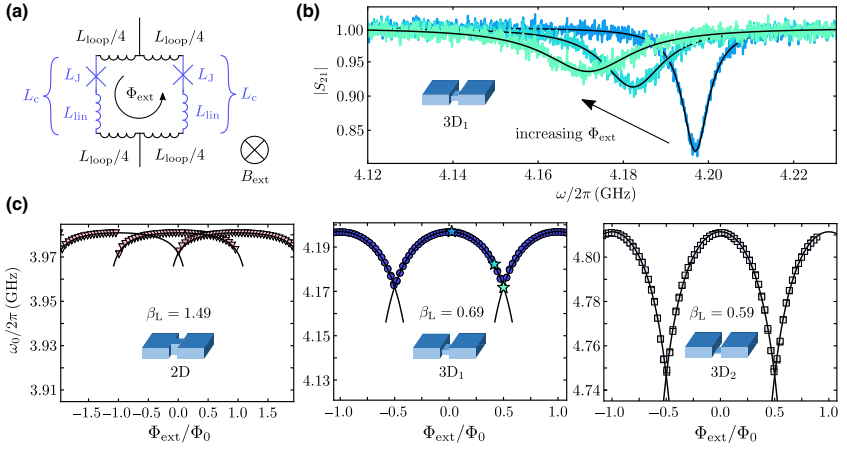 (a)
L_loop/4 L_loop/4
L_J L_J
L_c Φ_ext L_c
L_lin L_lin
L_loop/4 L_loop/4
B_ext
(b)
|S_21|
1.00
0.95
0.90
0.85
3D_1
increasing Φ_ext
4.12 4.14 4.16 4.18 4.20 4.22
ω/2π (GHz)
(c)
ω_0/2π (GHz)
3.97
3.95
3.93
3.91
β_L = 1.49
2D
−1.5 −1.0 −0.5 0.0 0.5 1.0 1.5
Φ_ext/Φ_0
4.19
4.17
4.15
4.13
β_L = 0.69
3D_1
−1.0 −0.5 0.0 0.5 1.0
Φ_ext/Φ_0
4.80
4.78
4.76
4.74
β_L = 0.59
3D_2
−1.0 −0.5 0.0 0.5 1.0
Φ_ext/Φ_0